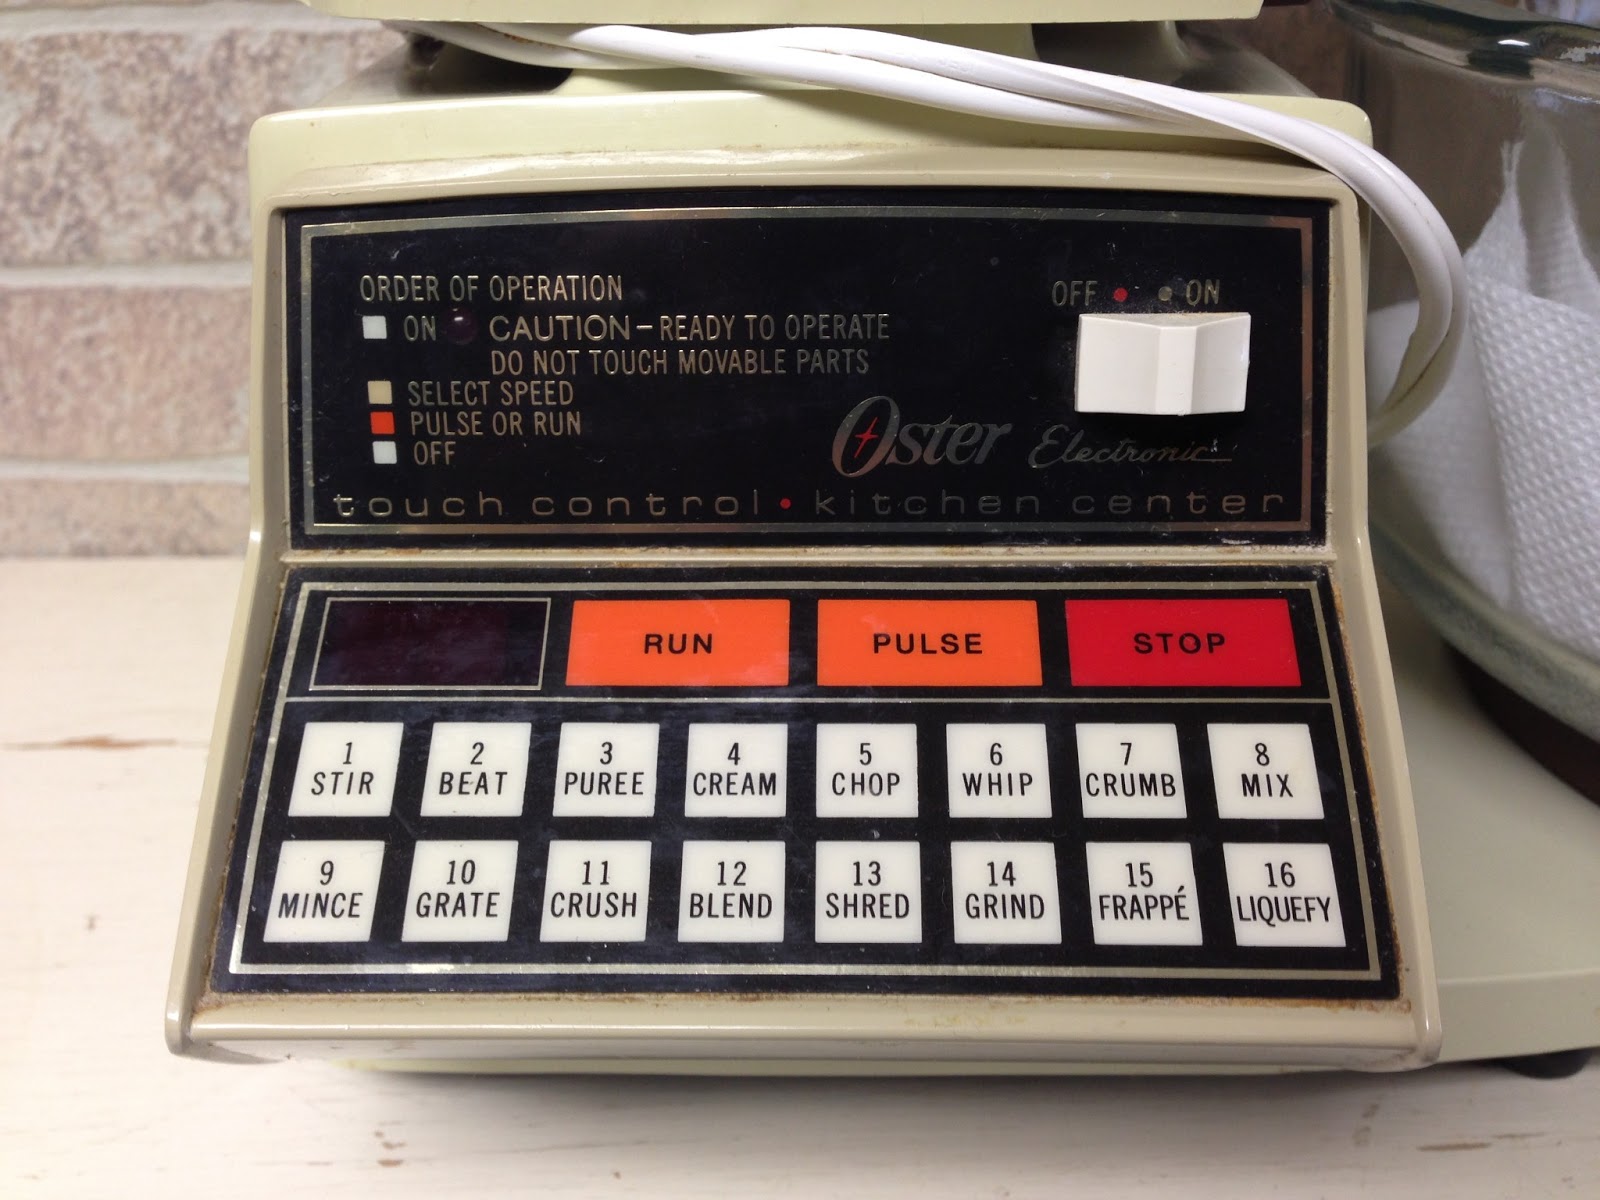 ORDER OF OPERATION
OFF ON
ON CAUTION – READY TO OPERATE
DO NOT TOUCH MOVABLE PARTS
SELECT SPEED
PULSE OR RUN
OFF
Oster Electronic
touch control • kitchen center
RUN PULSE STOP
1 2 3 4 5 6 7 8
STIR BEAT PUREE CREAM CHOP WHIP CRUMB MIX
9 10 11 12 13 14 15 16
MINCE GRATE CRUSH BLEND SHRED GRIND FRAPPÉ LIQUEFY